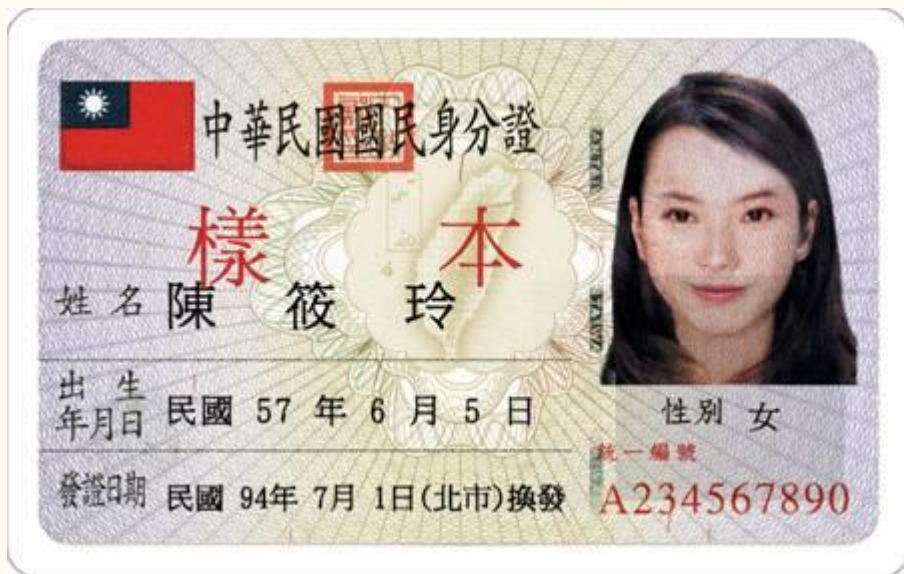 中華民國國民身分證
樣本
姓名 陳筱玲
出生年月日 民國 57 年 6 月 5 日
性別 女
發證日期 民國 94年 7月 1日(北市)換發
統一編號
A234567890